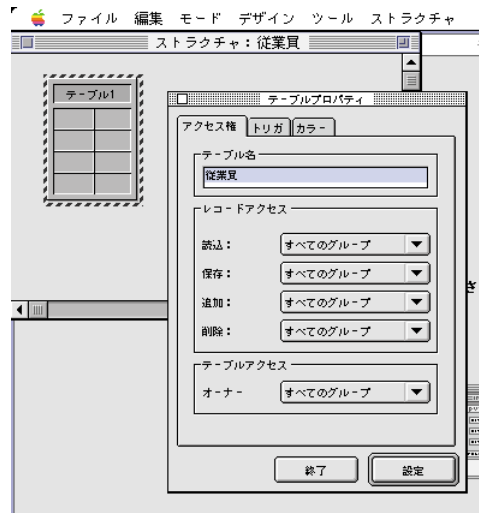 ファイル 編集 モード デザイン ツール ストラクチャ
ストラクチャ：従業員
テーブル1
テーブルプロパティ
アクセス権 トリガ カラー
テーブル名
従業員
レコードアクセス
読込： すべてのグループ
保存： すべてのグループ
追加： すべてのグループ
削除： すべてのグループ
テーブルアクセス
オーナー すべてのグループ
終了 設定
さ